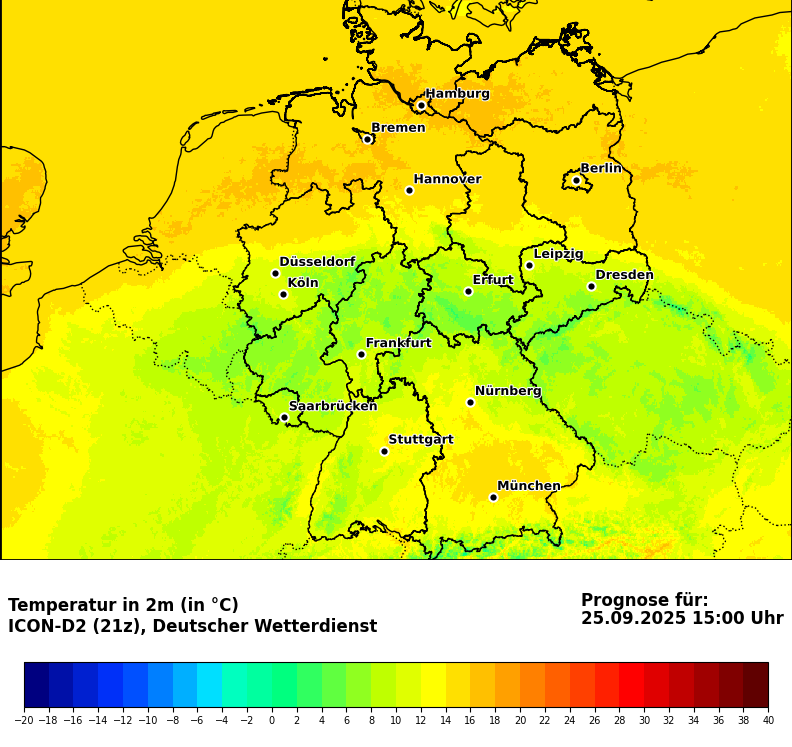 Hamburg
Bremen
Berlin
Hannover
Leipzig
Düsseldorf
Dresden
Köln
Erfurt
Frankfurt
Nürnberg
Saarbrücken
Stuttgart
München
Temperatur in 2m (in °C)
ICON-D2 (21z), Deutscher Wetterdienst
Prognose für:
25.09.2025 15:00 Uhr
−20 −18 −16 −14 −12 −10 −8 −6 −4 −2 0 2 4 6 8 10 12 14 16 18 20 22 24 26 28 30 32 34 36 38 40